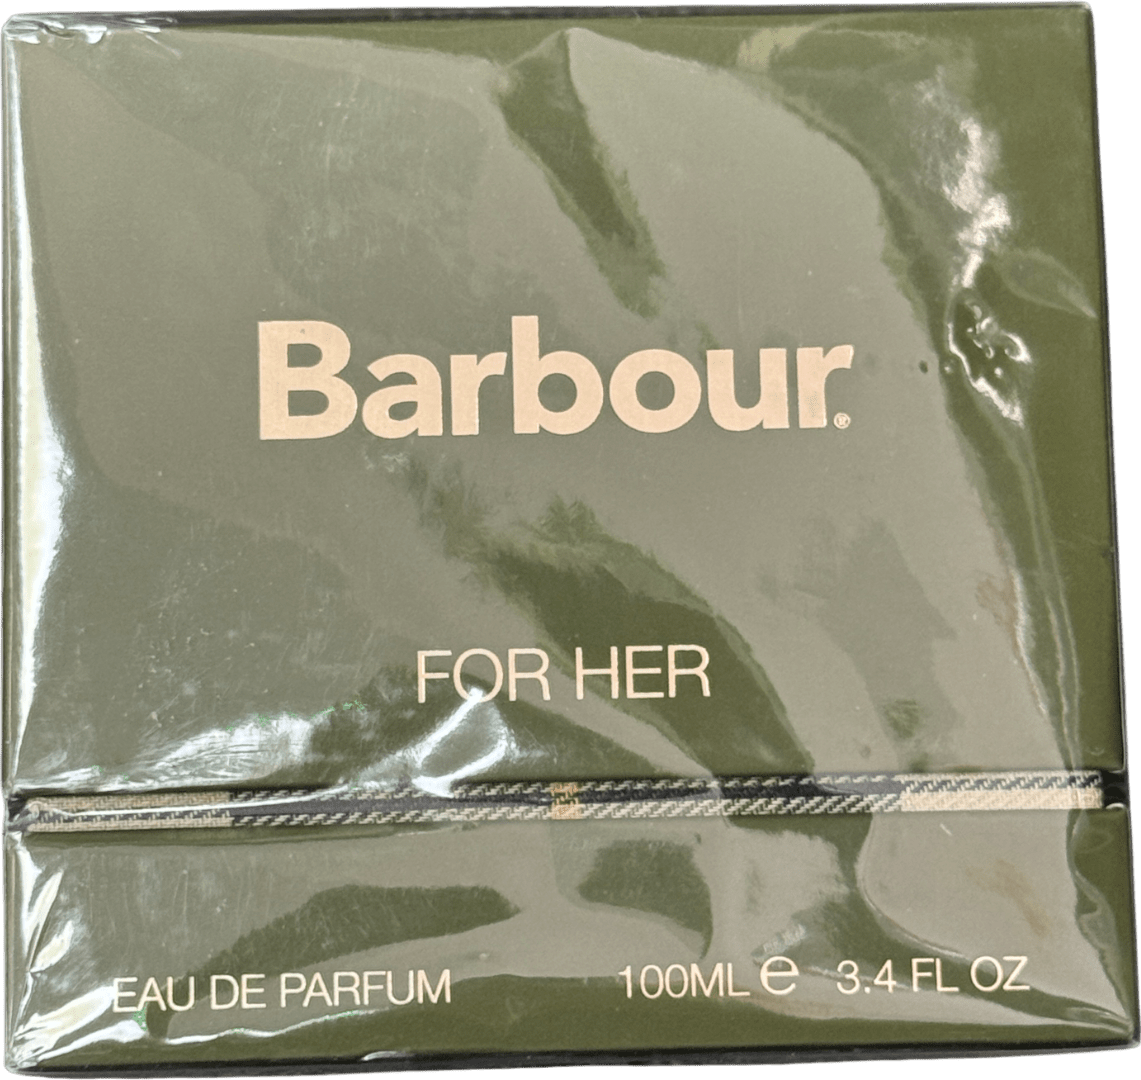 Barbour®
FOR HER
EAU DE PARFUM 100ML e 3.4 FL OZ